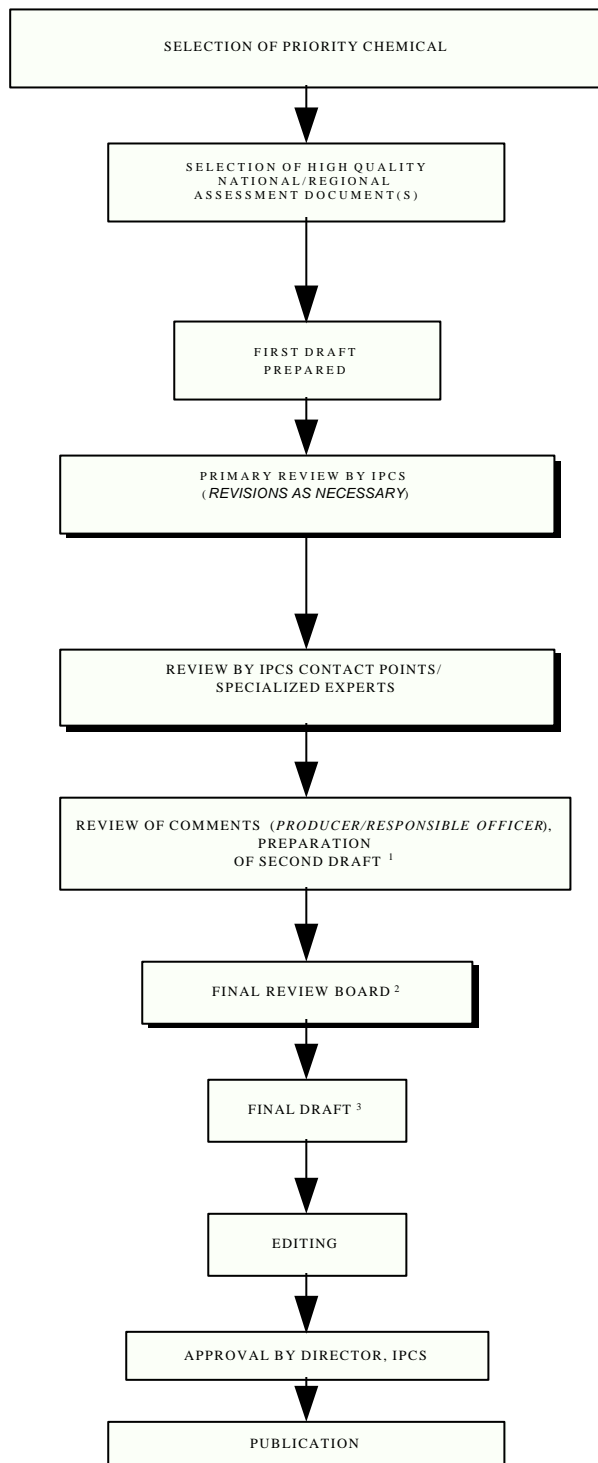 SELECTION OF PRIORITY CHEMICAL
SELECTION OF HIGH QUALITY
NATIONAL/REGIONAL
ASSESSMENT DOCUMENT(S)
FIRST DRAFT
PREPARED
PRIMARY REVIEW BY IPCS
(REVISIONS AS NECESSARY)
REVIEW BY IPCS CONTACT POINTS/
SPECIALIZED EXPERTS
REVIEW OF COMMENTS (PRODUCER/RESPONSIBLE OFFICER),
PREPARATION
OF SECOND DRAFT 1
FINAL REVIEW BOARD 2
FINAL DRAFT 3
EDITING
APPROVAL BY DIRECTOR, IPCS
PUBLICATION